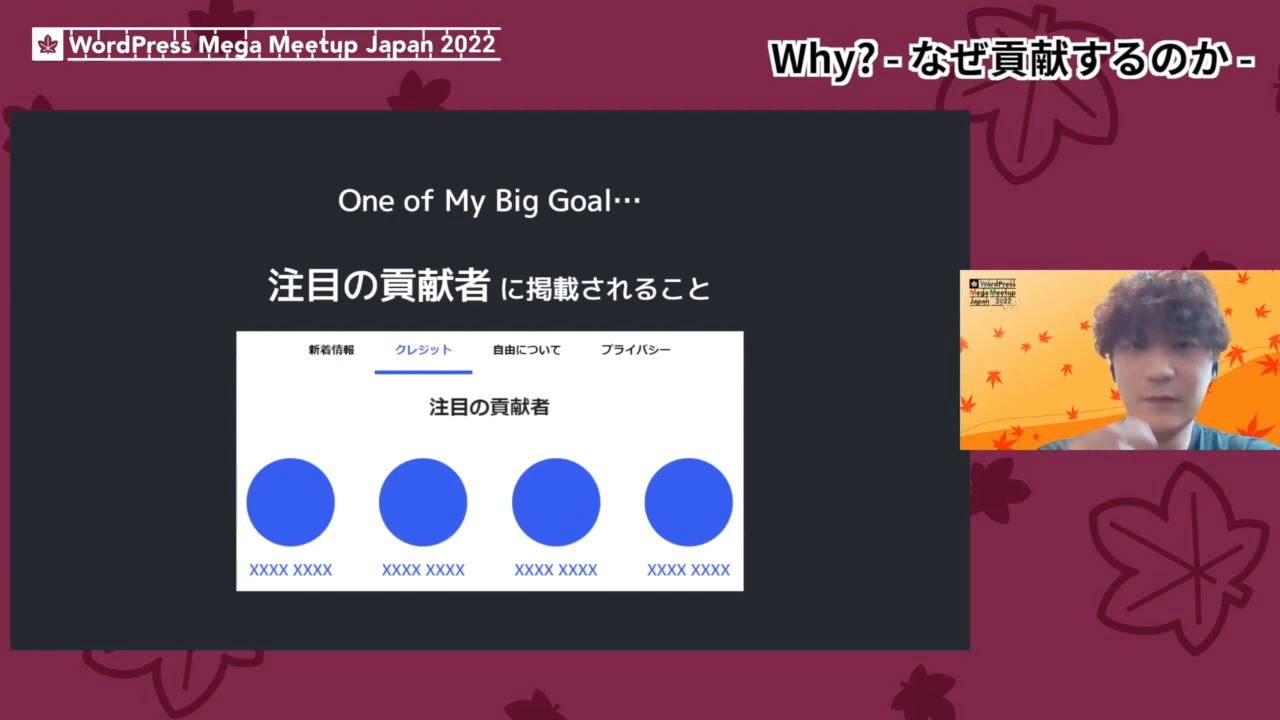 WordPress Mega Meetup Japan 2022
Why? - なぜ貢献するのか -
One of My Big Goal…
注目の貢献者 に掲載されること
新着情報 クレジット 自由について プライバシー
注目の貢献者
XXXX XXXX XXXX XXXX XXXX XXXX XXXX XXXX
WordPress
Mega Meetup
Japan 2022